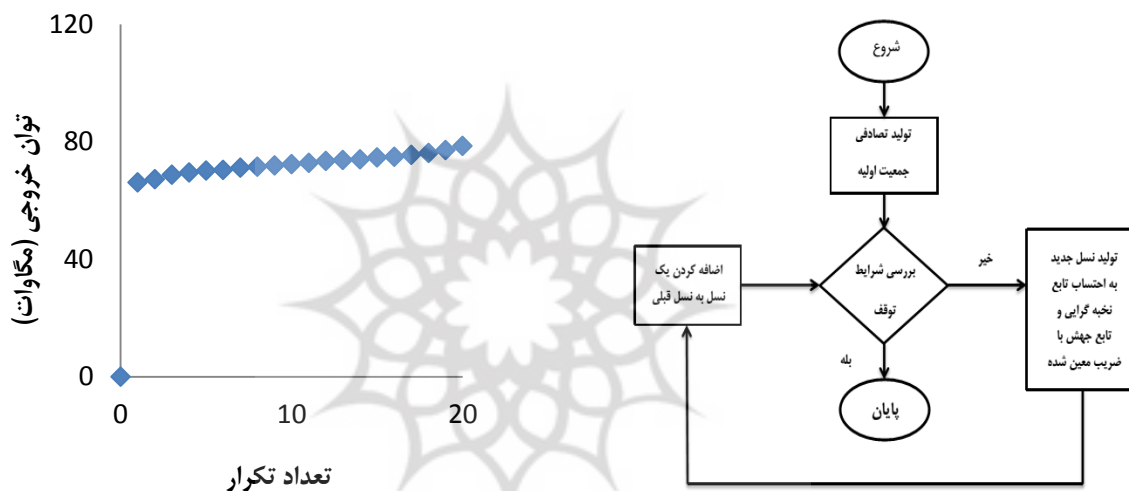 120
80
40
0
0
10
20
توان خروجی (مگاوات)
تعداد تکرار
شروع
تولید تصادفی
جمعیت اولیه
بررسی شرایط
توقف
خیر
بله
پایان
تولید نسل جدید
به احتساب تابع
نخبه گرایی و
تابع جهش با
ضریب معین شده
اضافه کردن یک
نسل به نسل قبلی